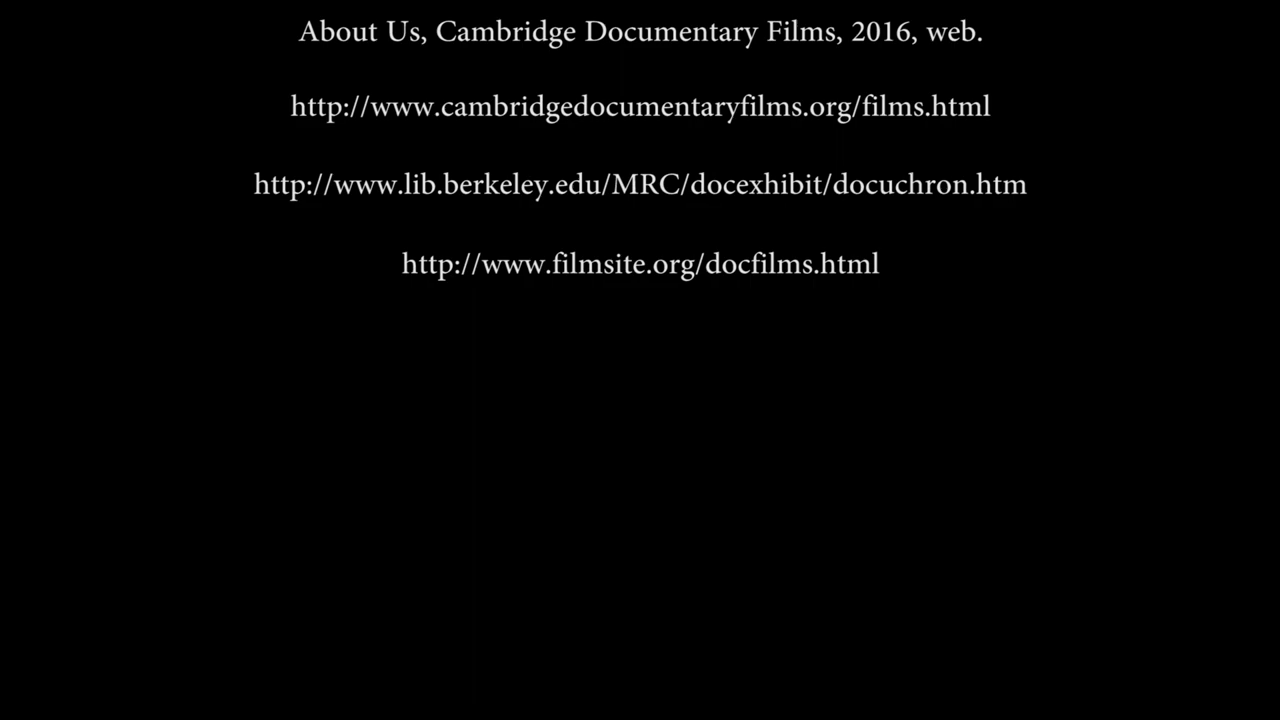 About Us, Cambridge Documentary Films, 2016, web.
http://www.cambridgedocumentaryfilms.org/films.html
http://www.lib.berkeley.edu/MRC/docexhibit/docuchron.htm
http://www.filmsite.org/docfilms.html